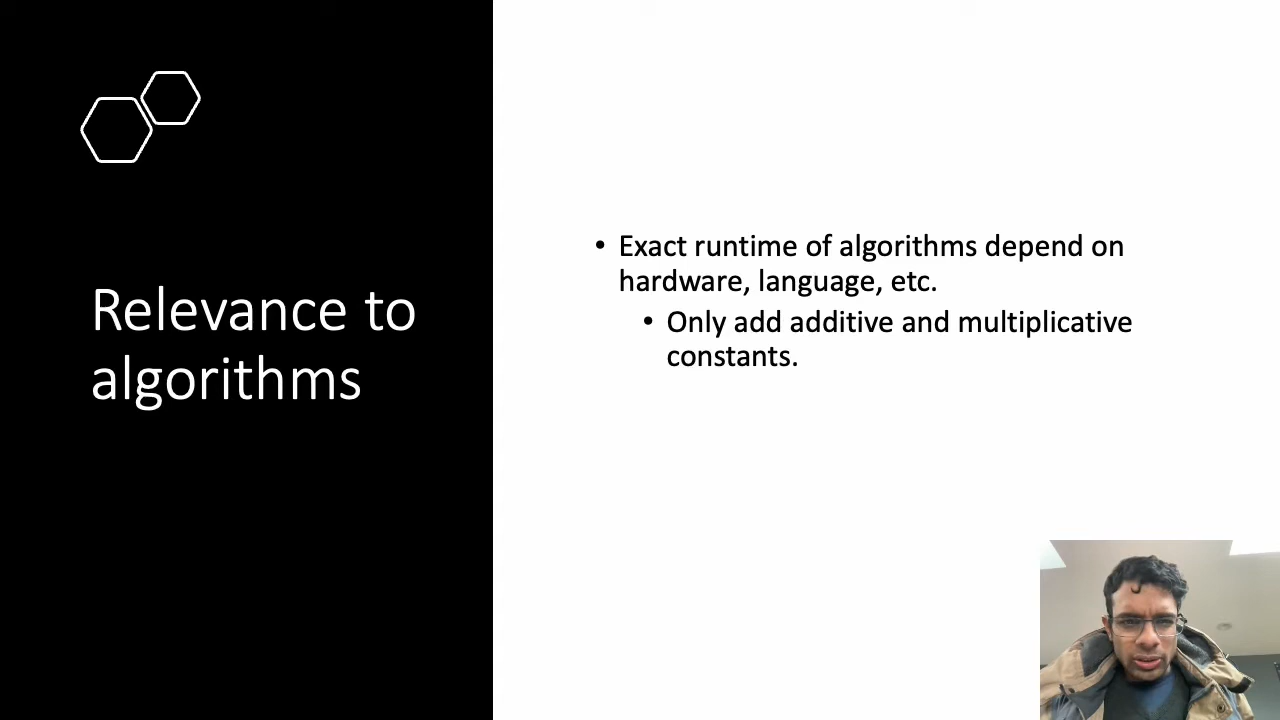 Relevance to
algorithms
• Exact runtime of algorithms depend on
hardware, language, etc.
• Only add additive and multiplicative
constants.